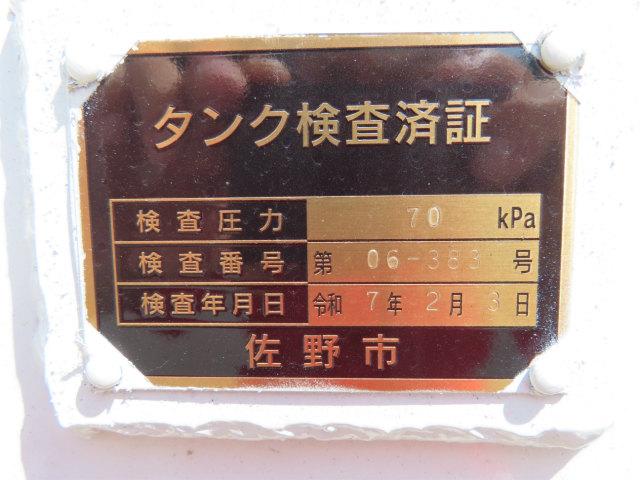 タンク検査済証
検査圧力 70 kPa
検査番号 第 06-383 号
検査年月日 令和 7年 2月 3日
佐野市